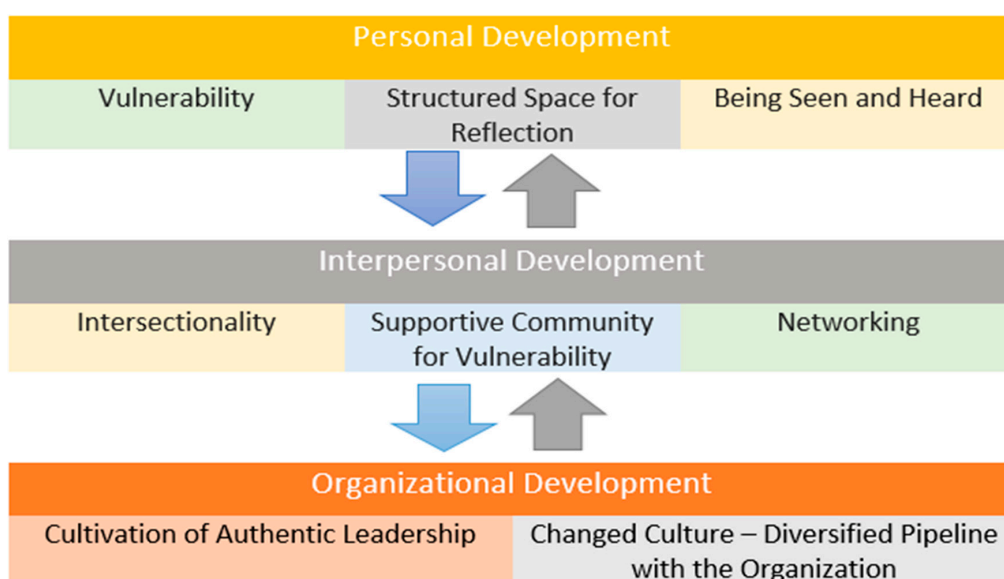 Personal Development
Vulnerability
Structured Space for
Reflection
Being Seen and Heard
Interpersonal Development
Intersectionality
Supportive Community
for Vulnerability
Networking
Organizational Development
Cultivation of Authentic Leadership
Changed Culture – Diversified Pipeline
with the Organization